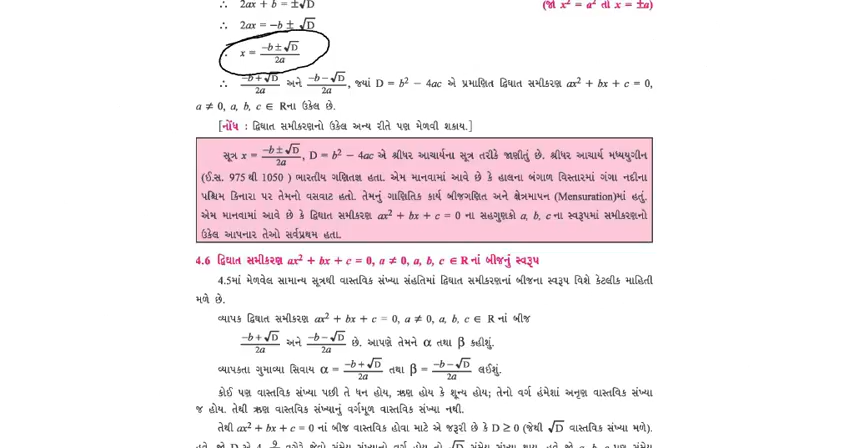 ∴ 2ax + b = ±√D (જો x² = a² તો x = ±a)
∴ 2ax = –b ± √D
∴ x = (–b ± √D)/2a
∴ (–b + √D)/2a અને (–b – √D)/2a, જ્યાં D = b² – 4ac એ પ્રમાણિત દ્વિઘાત સમીકરણ ax² + bx + c = 0,
a ≠ 0, a, b, c ∈ Rના ઉકેલ છે.
[નોંધ : દ્વિઘાત સમીકરણનો ઉકેલ અન્ય રીતે પણ મેળવી શકાય.]
સૂત્ર x = (–b ± √D)/2a, D = b² – 4ac એ શ્રીધર આચાર્યના સૂત્ર તરીકે જાણીતું છે. શ્રીધર આચાર્ય મધ્યયુગીન
(ઈ.સ. 975થી 1050 ) ભારતીય ગણિતજ્ઞ હતા. એમ માનવામાં આવે છે કે હાલના બંગાળ વિસ્તારમાં ગંગા નદીના
પશ્ચિમ કિનારા પર તેમનો વસવાટ હતો. તેમનું ગાણિતિક કાર્ય બીજગણિત અને ક્ષેત્રમાપન (Mensuration)માં હતું.
એમ માનવામાં આવે છે કે દ્વિઘાત સમીકરણ ax² + bx + c = 0 ના સહગુણકો a, b, c ના સ્વરૂપમાં સમીકરણનો
ઉકેલ આપનાર તેઓ સર્વપ્રથમ હતા.
4.6 દ્વિઘાત સમીકરણ ax² + bx + c = 0, a ≠ 0, a, b, c ∈ R નાં બીજનું સ્વરૂપ
4.5માં મેળવેલ સામાન્ય સૂત્રથી વાસ્તવિક સંખ્યા સંહતિમાં દ્વિઘાત સમીકરણનાં બીજના સ્વરૂપ વિશે કેટલીક માહિતી
મળે છે.
વ્યાપક દ્વિઘાત સમીકરણ ax² + bx + c = 0, a ≠ 0, a, b, c ∈ R નાં બીજ
(–b + √D)/2a અને (–b – √D)/2a છે. આપણે તેમને α તથા β કહીશું.
વ્યાપકતા ગુમાવ્યા સિવાય α = (–b + √D)/2a તથા β = (–b – √D)/2a લઈશું.
કોઈ પણ વાસ્તવિક સંખ્યા પછી તે ધન હોય, ઋણ હોય કે શૂન્ય હોય; તેનો વર્ગ હંમેશાં અનૃણ વાસ્તવિક સંખ્યા
જ હોય. તેથી ઋણ વાસ્તવિક સંખ્યાનું વર્ગમૂળ વાસ્તવિક સંખ્યા નથી.
તેથી ax² + bx + c = 0 નાં બીજ વાસ્તવિક હોવા માટે એ જરૂરી છે કે D ≥ 0 (જેથી √D વાસ્તવિક સંખ્યા મળે).